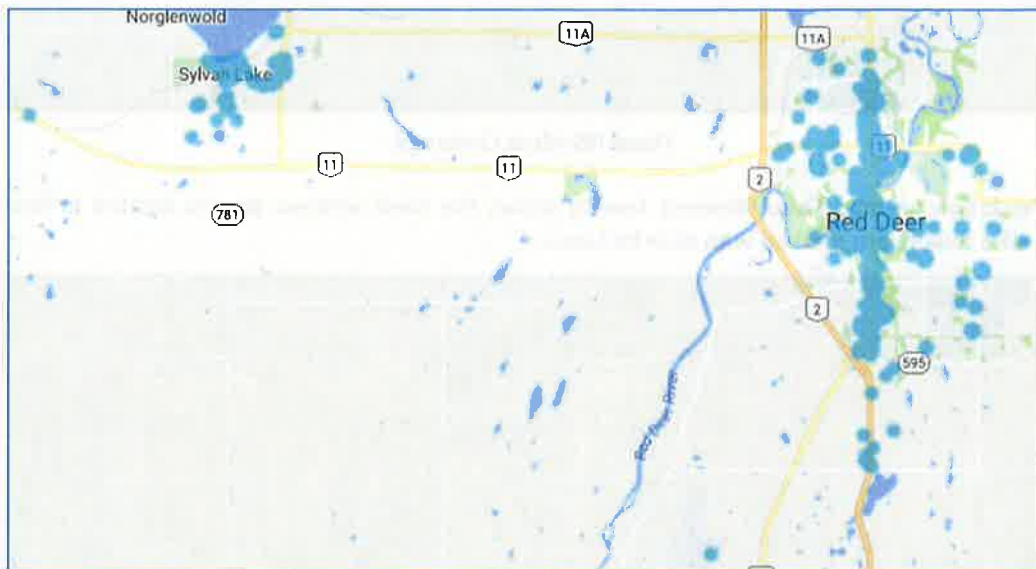 Norglenwold
11A
11A
Sylvan Lake
11
11
11
2
781
Red Deer
2
595
Red Deer River